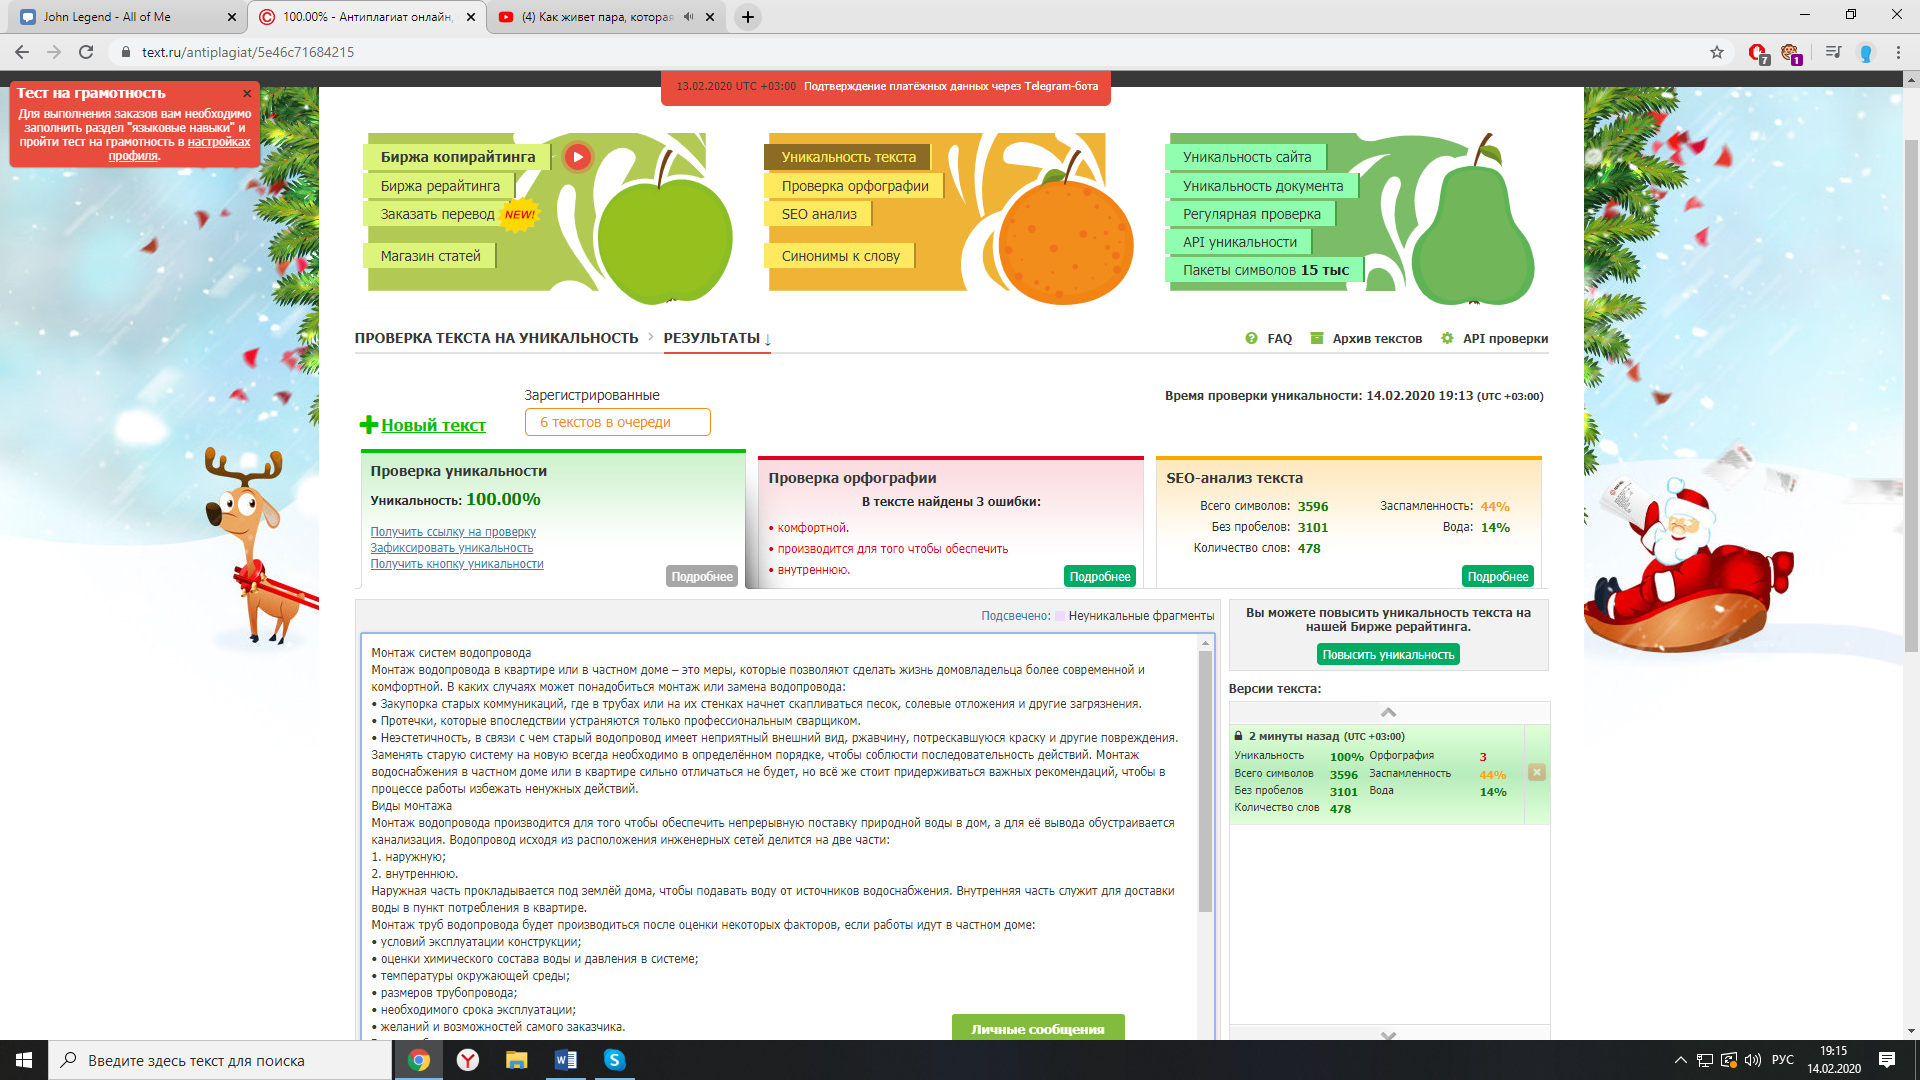 John Legend - All of Me
100.00% - Антиплагиат онлайн,
(4) Как живет пара, которая
text.ru/antiplagiat/5e46c71684215
7
1
Тест на грамотность
Для выполнения заказов вам необходимо
заполнить раздел "языковые навыки" и
пройти тест на грамотность в настройках
профиля.
13.02.2020 UTC +03:00 Подтверждение платёжных данных через Telegram-бота
Биржа копирайтинга
Биржа рерайтинга
Заказать перевод NEW!
Магазин статей
Уникальность текста
Проверка орфографии
SEO анализ
Синонимы к слову
Уникальность сайта
Уникальность документа
Регулярная проверка
API уникальности
Пакеты символов 15 тыс
ПРОВЕРКА ТЕКСТА НА УНИКАЛЬНОСТЬ > РЕЗУЛЬТАТЫ ↓
FAQ
Архив текстов
API проверки
Новый текст
Зарегистрированные
6 текстов в очереди
Время проверки уникальности: 14.02.2020 19:13 (UTC +03:00)
Проверка уникальности
Уникальность: 100.00%
Получить ссылку на проверку
Зафиксировать уникальность
Получить кнопку уникальности
Подробнее
Проверка орфографии
В тексте найдены 3 ошибки:
• комфортной.
• производится для того чтобы обеспечить
• внутреннюю.
Подробнее
SEO-анализ текста
Всего символов: 3596 Заспамленность: 44%
Без пробелов: 3101 Вода: 14%
Количество слов: 478
Подробнее
Подсвечено: Неуникальные фрагменты
Монтаж систем водопровода
Монтаж водопровода в квартире или в частном доме – это меры, которые позволяют сделать жизнь домовладельца более современной и
комфортной. В каких случаях может понадобиться монтаж или замена водопровода:
• Закупорка старых коммуникаций, где в трубах или на их стенках начнет скапливаться песок, солевые отложения и другие загрязнения.
• Протечки, которые впоследствии устраняются только профессиональным сварщиком.
• Неэстетичность, в связи с чем старый водопровод имеет неприятный внешний вид, ржавчину, потрескавшуюся краску и другие повреждения.
Заменять старую систему на новую всегда необходимо в определённом порядке, чтобы соблюсти последовательность действий. Монтаж
водоснабжения в частном доме или в квартире сильно отличаться не будет, но всё же стоит придерживаться важных рекомендаций, чтобы в
процессе работы избежать ненужных действий.
Виды монтажа
Монтаж водопровода производится для того чтобы обеспечить непрерывную поставку природной воды в дом, а для её вывода обустраивается
канализация. Водопровод исходя из расположения инженерных сетей делится на две части:
1. наружную;
2. внутреннюю.
Наружная часть прокладывается под землёй дома, чтобы подавать воду от источников водоснабжения. Внутренняя часть служит для доставки
воды в пункт потребления в квартире.
Монтаж труб водопровода будет производиться после оценки некоторых факторов, если работы идут в частном доме:
• условий эксплуатации конструкции;
• оценки химического состава воды и давления в системе;
• температуры окружающей среды;
• размеров трубопровода;
• необходимого срока эксплуатации;
• желаний и возможностей самого заказчика.
Вы можете повысить уникальность текста на
нашей Бирже рерайтинга.
Повысить уникальность
Версии текста:
2 минуты назад (UTC +03:00)
Уникальность 100% Орфография 3
Всего символов 3596 Заспамленность 44%
Без пробелов 3101 Вода 14%
Количество слов 478
Личные сообщения
Введите здесь текст для поиска
РУС
19:15
14.02.2020